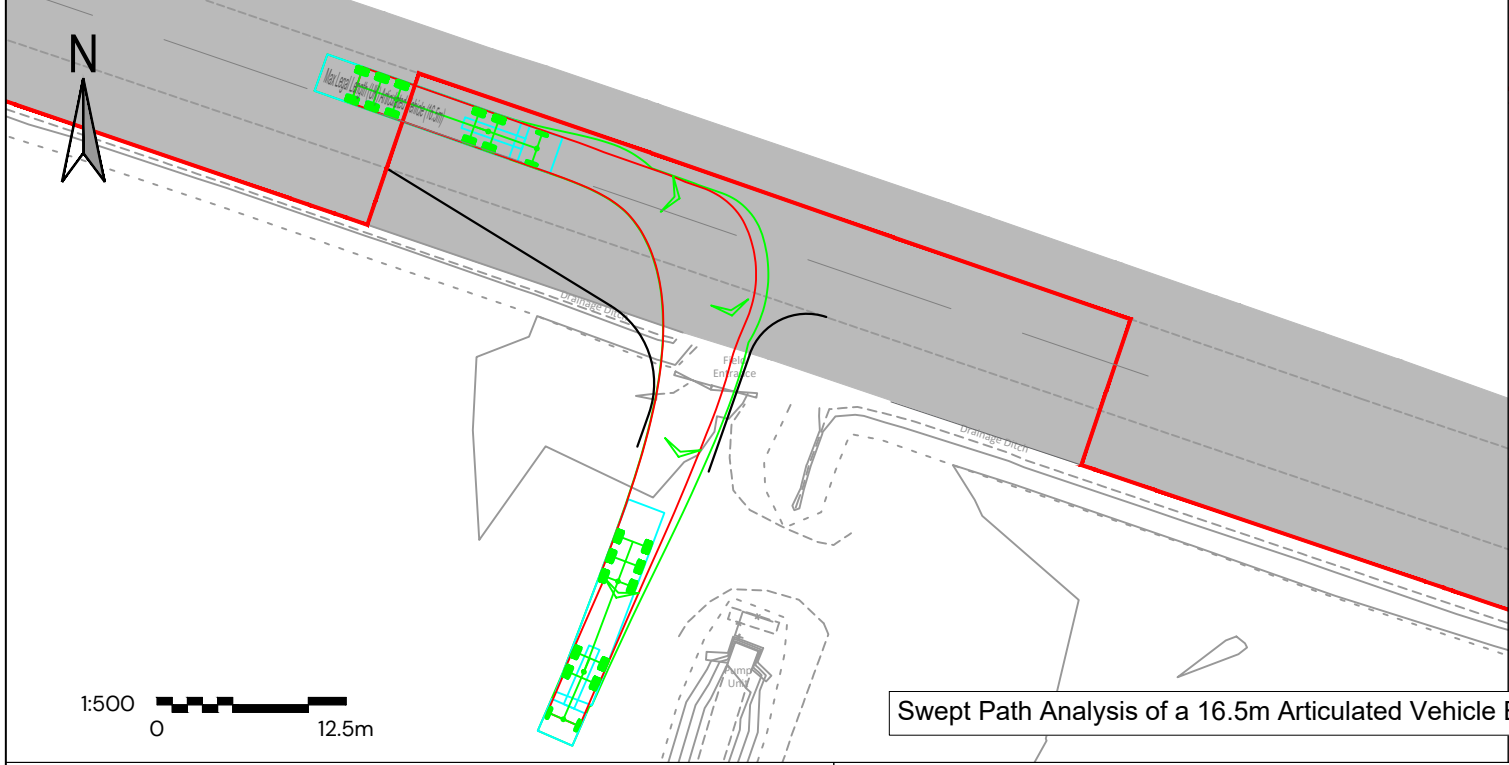 N
Max Legal Length (UK) Articulated Vehicle (16.5m)
Drainage Ditch
Field
Entrance
Drainage Ditch
Pump
Unit
1:500
0 12.5m
Swept Path Analysis of a 16.5m Articulated Vehicle